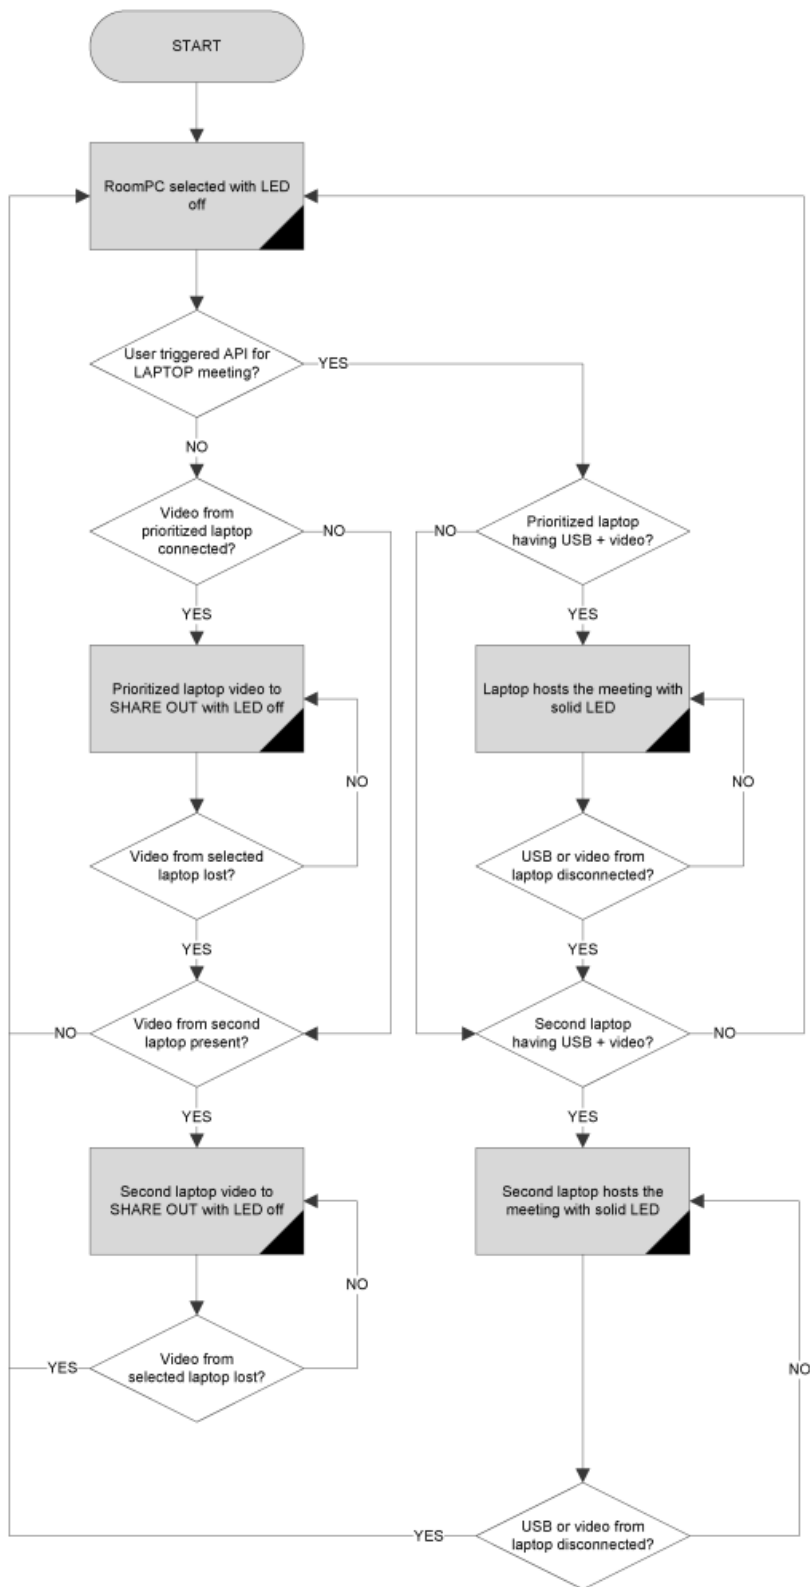 START
RoomPC selected with LED
off
User triggered API for
LAPTOP meeting?
YES
NO
Video from
prioritized laptop
connected?
NO
NO
Prioritized laptop
having USB + video?
YES
YES
Prioritized laptop video to
SHARE OUT with LED off
Laptop hosts the meeting with
solid LED
NO
NO
Video from selected
laptop lost?
USB or video from
laptop disconnected?
YES
YES
NO
Video from second
laptop present?
Second laptop
having USB + video?
NO
YES
YES
Second laptop video to
SHARE OUT with LED off
Second laptop hosts the
meeting with solid LED
NO
YES
Video from
selected laptop lost?
NO
YES
USB or video from
laptop disconnected?